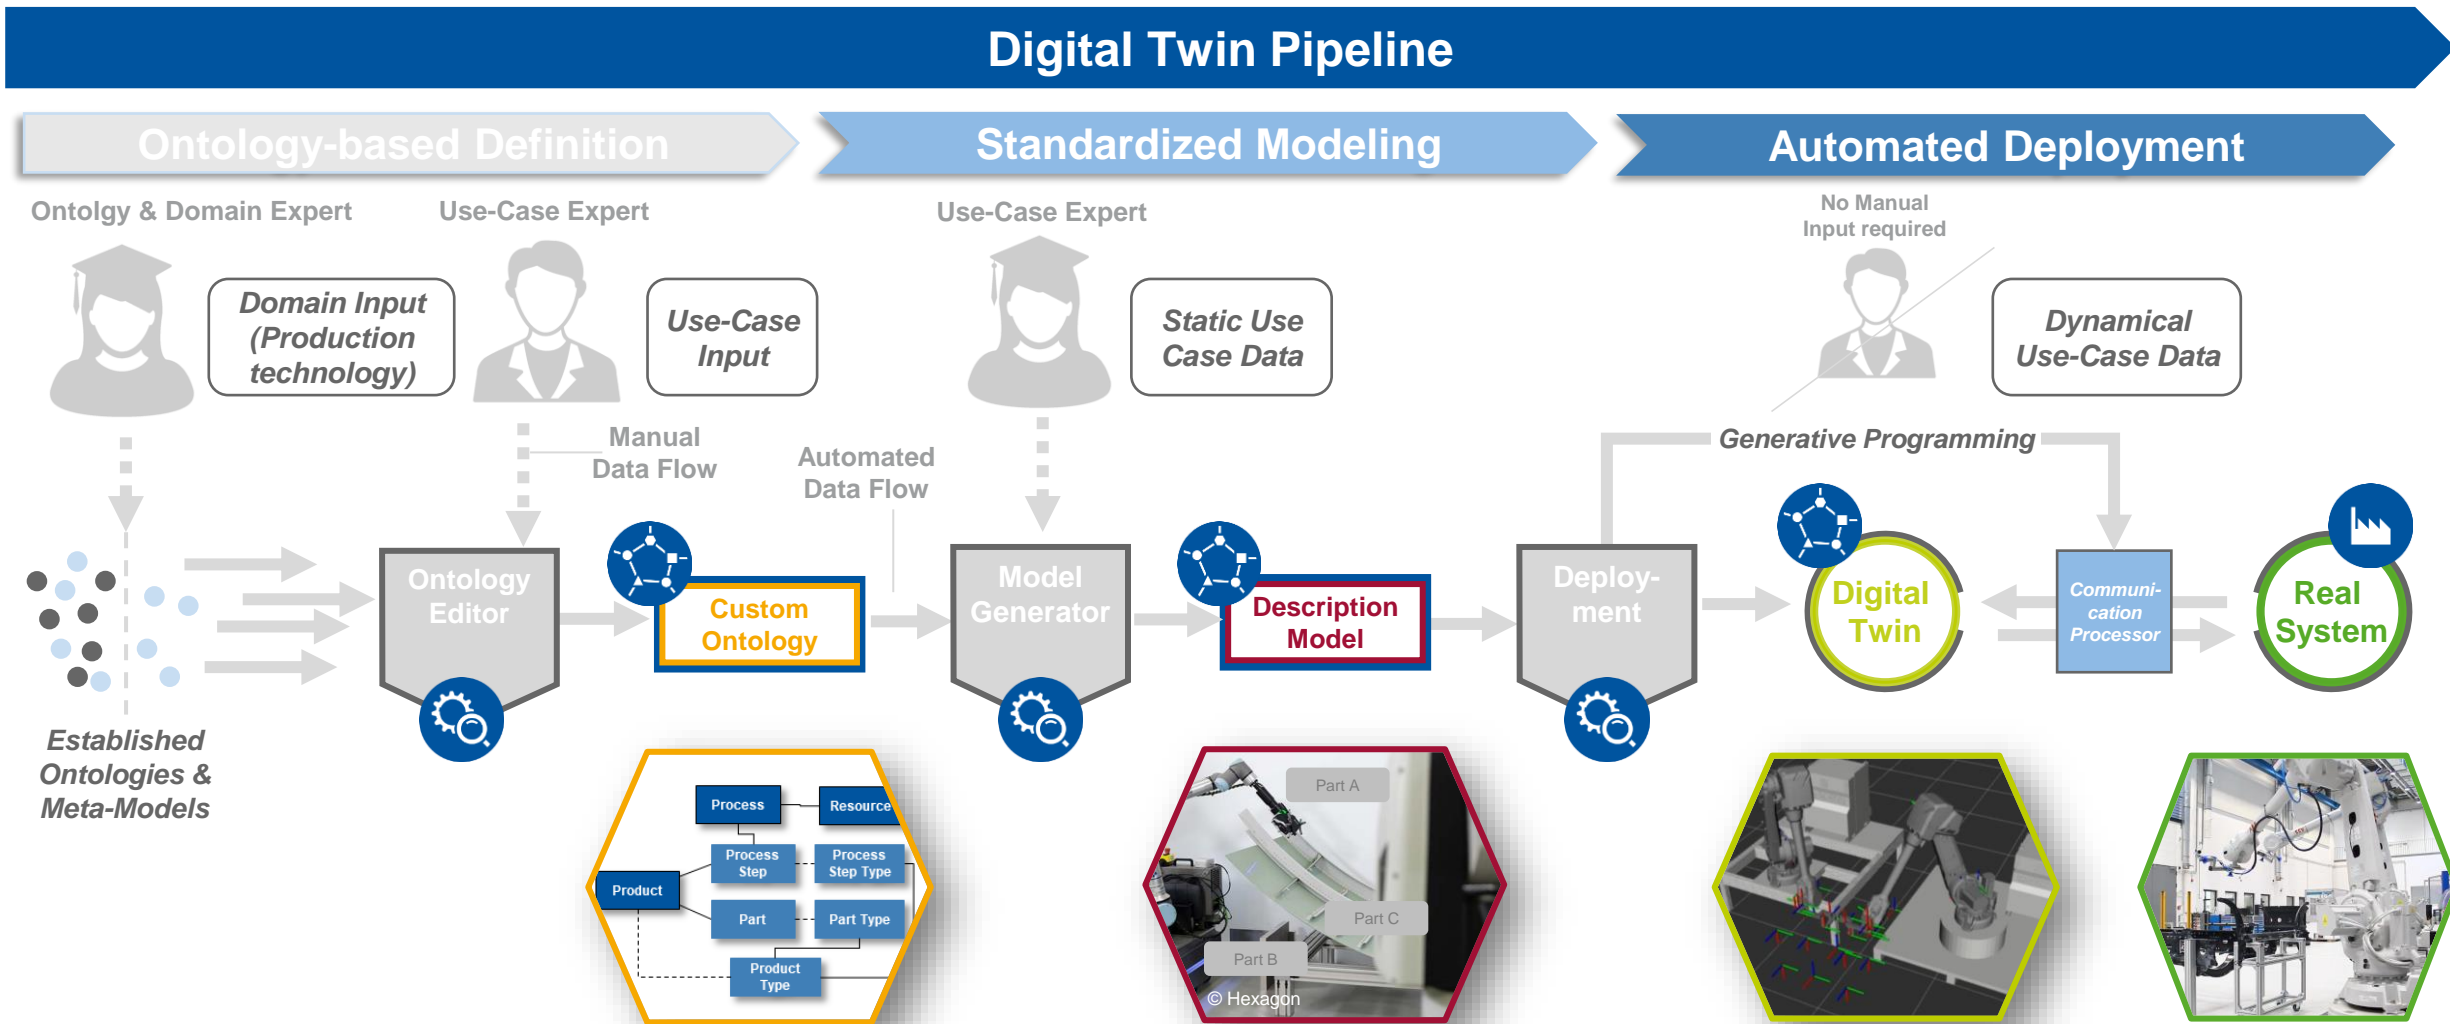 Digital Twin Pipeline
Ontology-based Definition
Standardized Modeling
Automated Deployment
Ontolgy & Domain Expert
Use-Case Expert
Use-Case Expert
No Manual
Input required
Domain Input
(Production
technology)
Use-Case
Input
Static Use
Case Data
Dynamical
Use-Case Data
Manual
Data Flow
Automated
Data Flow
Generative Programming
Ontology
Editor
Custom
Ontology
Model
Generator
Description
Model
Deploy-
ment
Digital
Twin
Communi-
cation
Processor
Real
System
Established
Ontologies &
Meta-Models
Process
Resource
Process
Step
Process
Step Type
Product
Part
Part Type
Product
Type
Part A
Part C
Part B
© Hexagon